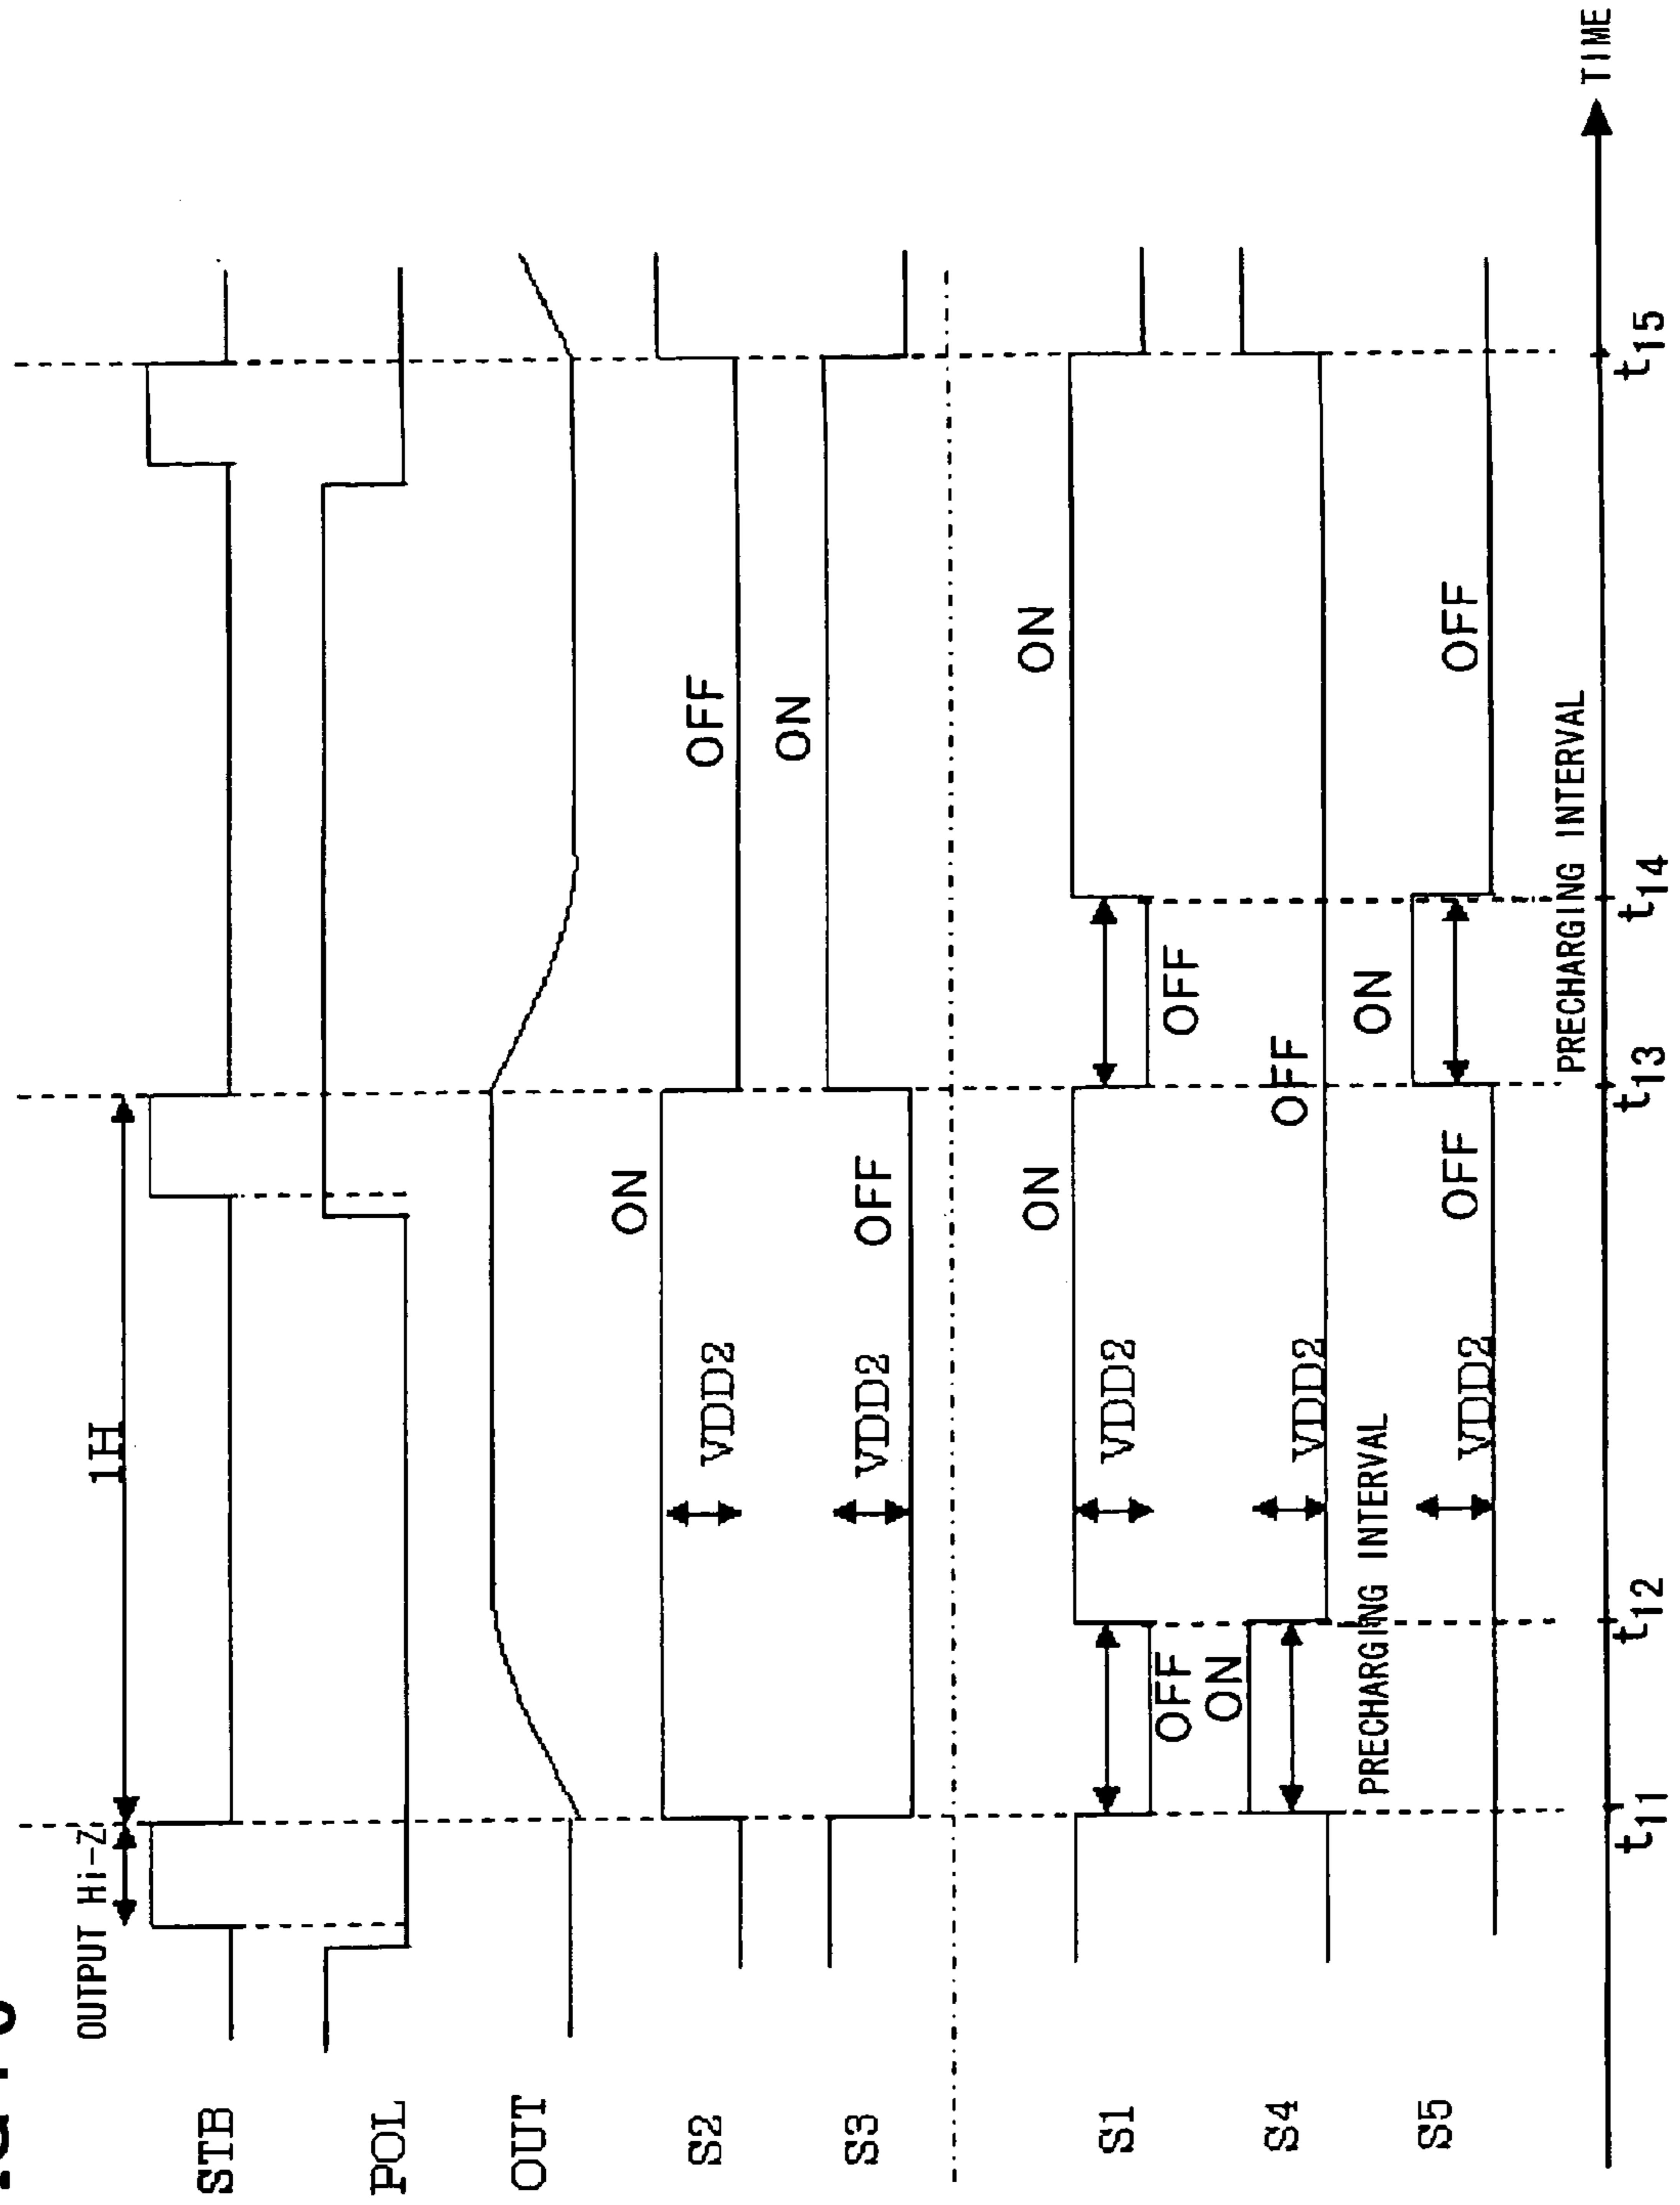 OUTPUT Hi-Z
1H
STB
POL
OUT
ON
S2
VDD2
OFF
S3
VDD2
OFF
ON
ON
ON
S1
VDD2
OFF
OFF
ON
OFF
S4
VDD2
PRECHARGING INTERVAL
ON
S5
VDD2
OFF
OFF
PRECHARGING INTERVAL
TIME
t11
t12
t13
t14
t15